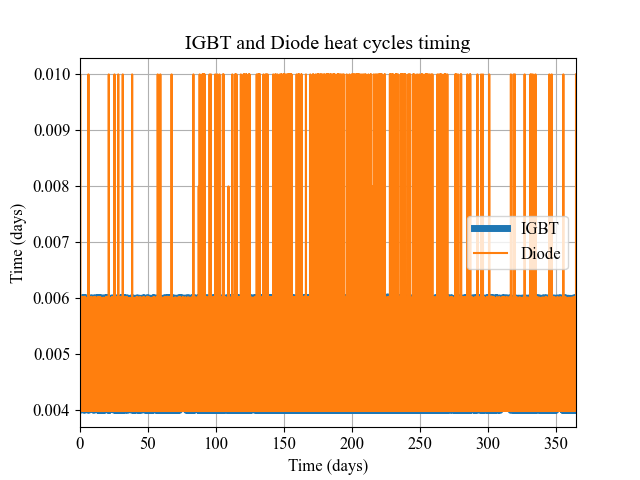 IGBT and Diode heat cycles timing
Time (days)
0.010
0.009
0.008
0.007
0.006
0.005
0.004
IGBT
Diode
0 50 100 150 200 250 300 350
Time (days)